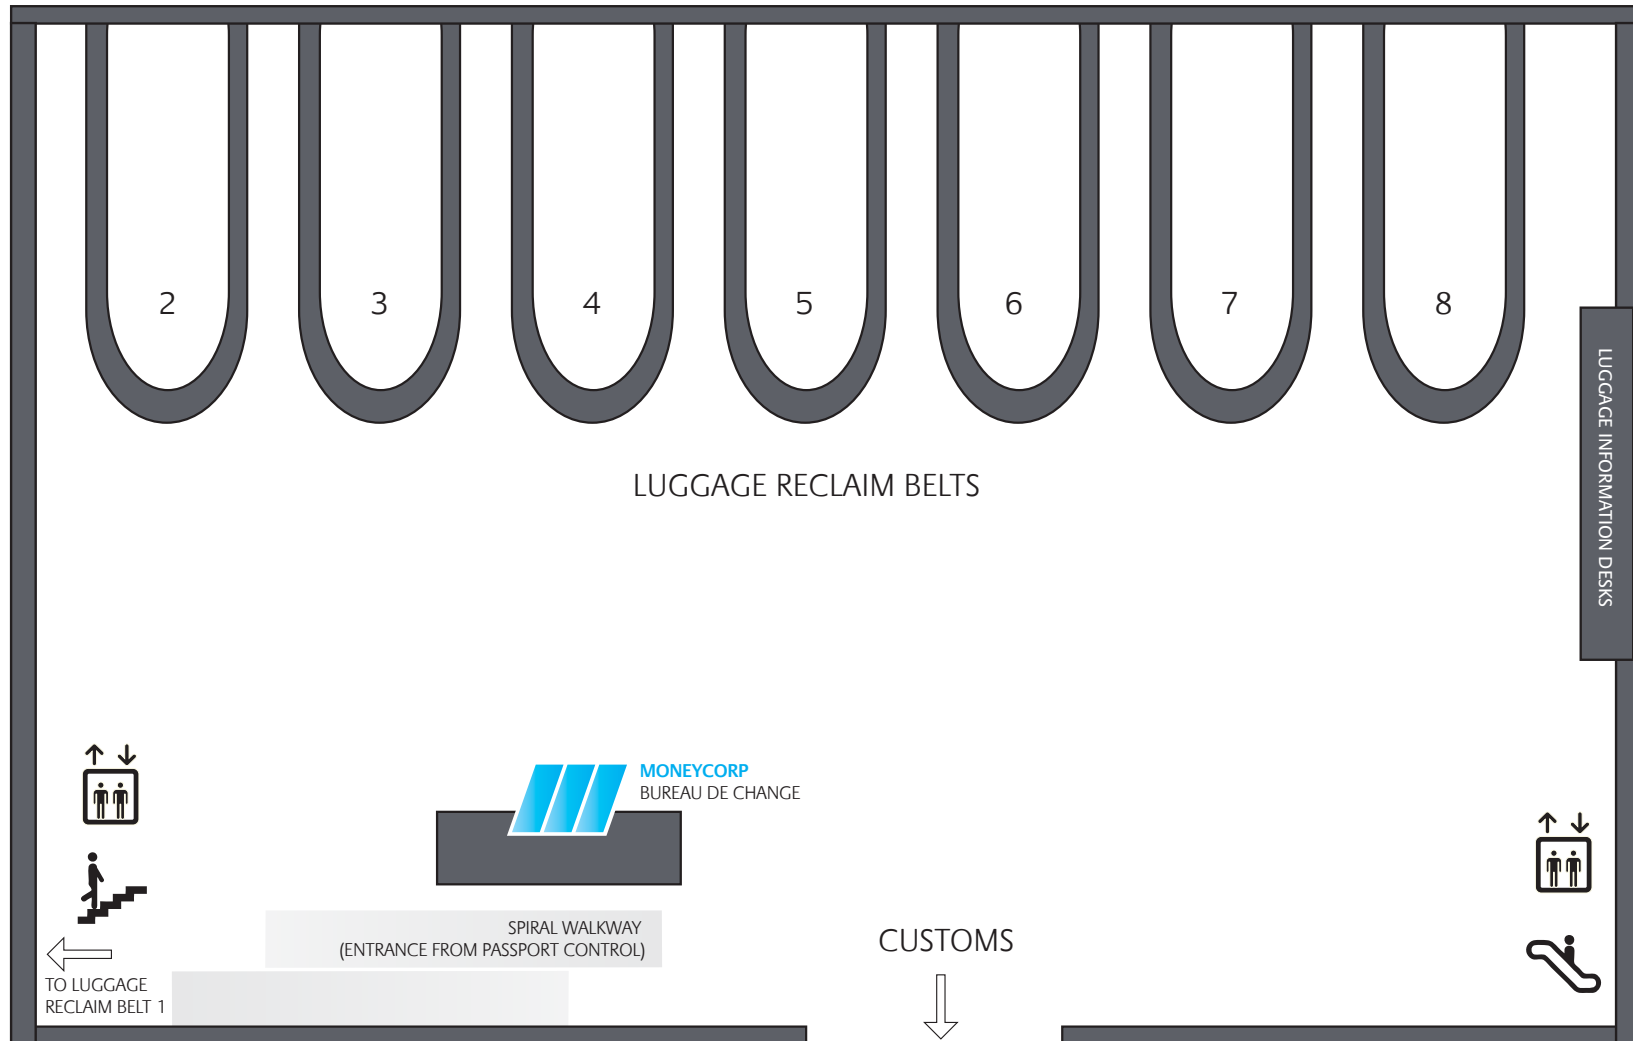 2
3
4
5
6
7
8
LUGGAGE RECLAIM BELTS
LUGGAGE INFORMATION DESKS
MONEYCORP
BUREAU DE CHANGE
SPIRAL WALKWAY
(ENTRANCE FROM PASSPORT CONTROL)
CUSTOMS
TO LUGGAGE
RECLAIM BELT 1